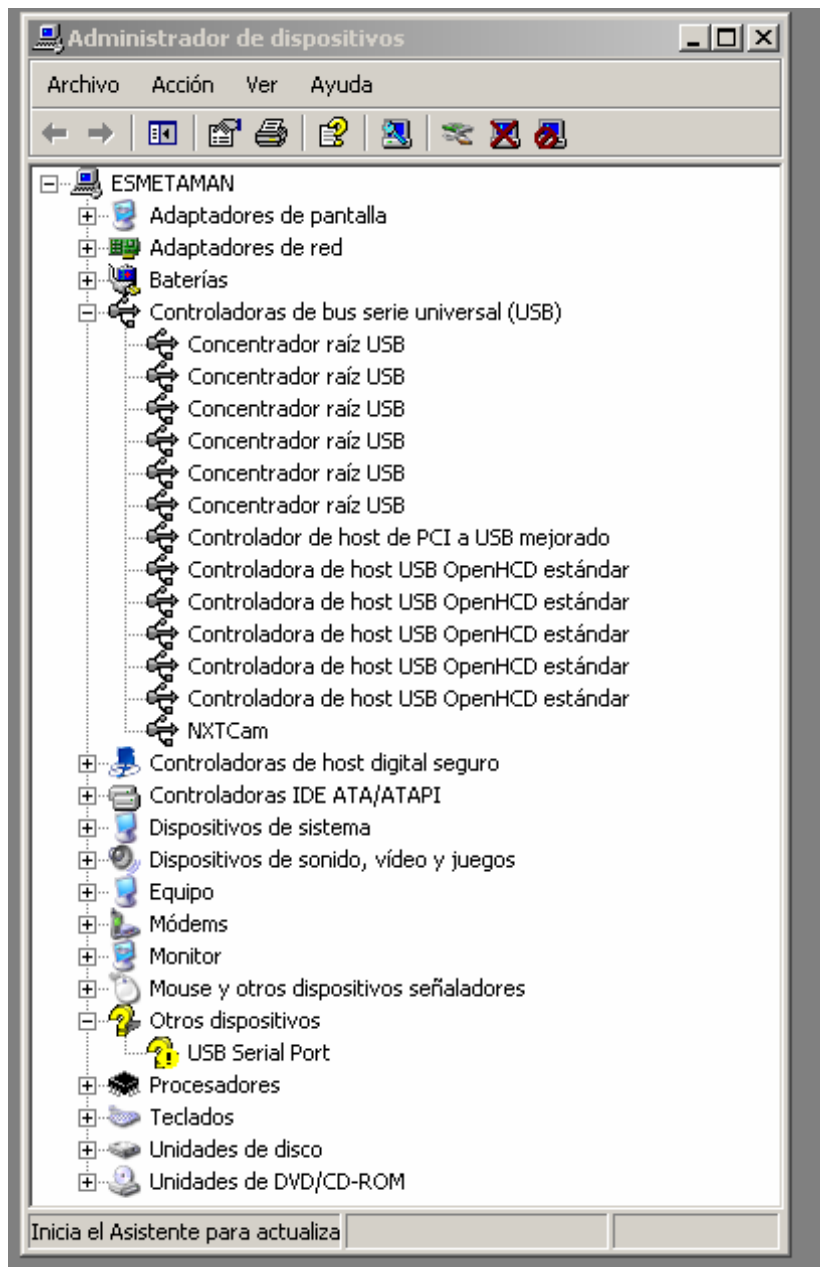 Administrador de dispositivos
Archivo Acción Ver Ayuda
ESMETAMAN
Adaptadores de pantalla
Adaptadores de red
Baterías
Controladoras de bus serie universal (USB)
Concentrador raíz USB
Concentrador raíz USB
Concentrador raíz USB
Concentrador raíz USB
Concentrador raíz USB
Concentrador raíz USB
Controlador de host de PCI a USB mejorado
Controladora de host USB OpenHCD estándar
Controladora de host USB OpenHCD estándar
Controladora de host USB OpenHCD estándar
Controladora de host USB OpenHCD estándar
Controladora de host USB OpenHCD estándar
NXTCam
Controladoras de host digital seguro
Controladoras IDE ATA/ATAPI
Dispositivos de sistema
Dispositivos de sonido, vídeo y juegos
Equipo
Módems
Monitor
Mouse y otros dispositivos señaladores
Otros dispositivos
USB Serial Port
Procesadores
Teclados
Unidades de disco
Unidades de DVD/CD-ROM
Inicia el Asistente para actualiza